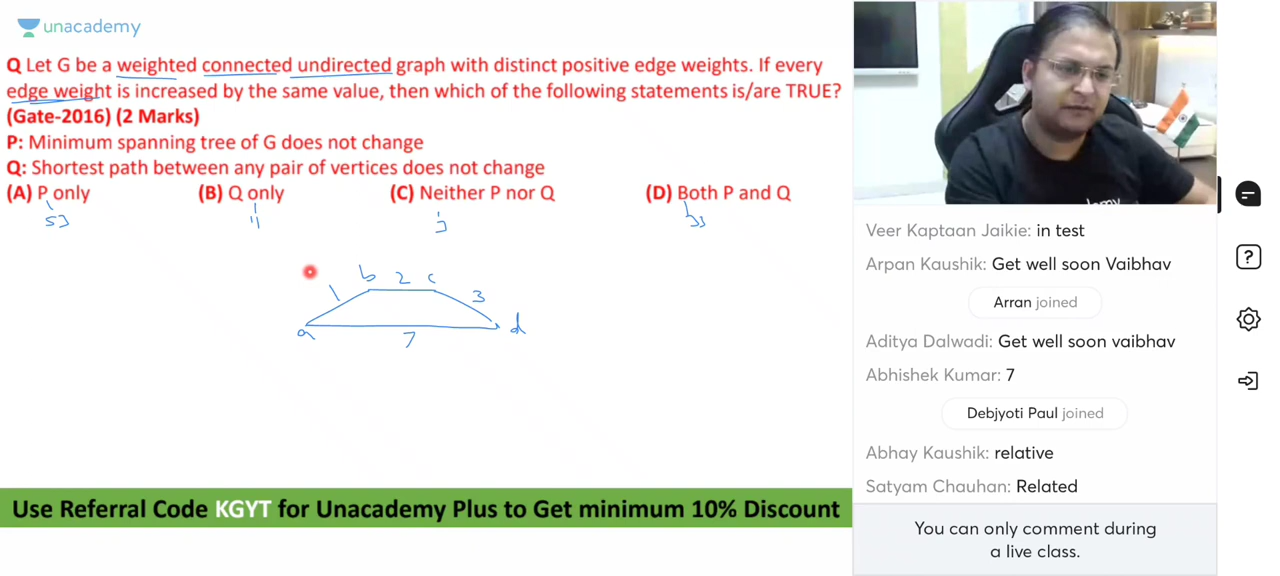 unacademy
Q Let G be a weighted connected undirected graph with distinct positive edge weights. If every
edge weight is increased by the same value, then which of the following statements is/are TRUE?
(Gate-2016) (2 Marks)
P: Minimum spanning tree of G does not change
Q: Shortest path between any pair of vertices does not change
(A) P only (B) Q only (C) Neither P nor Q (D) Both P and Q
53 11 33
b 2 c
1 3
a 7 d
Use Referral Code KGYT for Unacademy Plus to Get minimum 10% Discount
Veer Kaptaan Jaikie: in test
Arpan Kaushik: Get well soon Vaibhav
Arran joined
Aditya Dalwadi: Get well soon vaibhav
Abhishek Kumar: 7
Debjyoti Paul joined
Abhay Kaushik: relative
Satyam Chauhan: Related
You can only comment during
a live class.